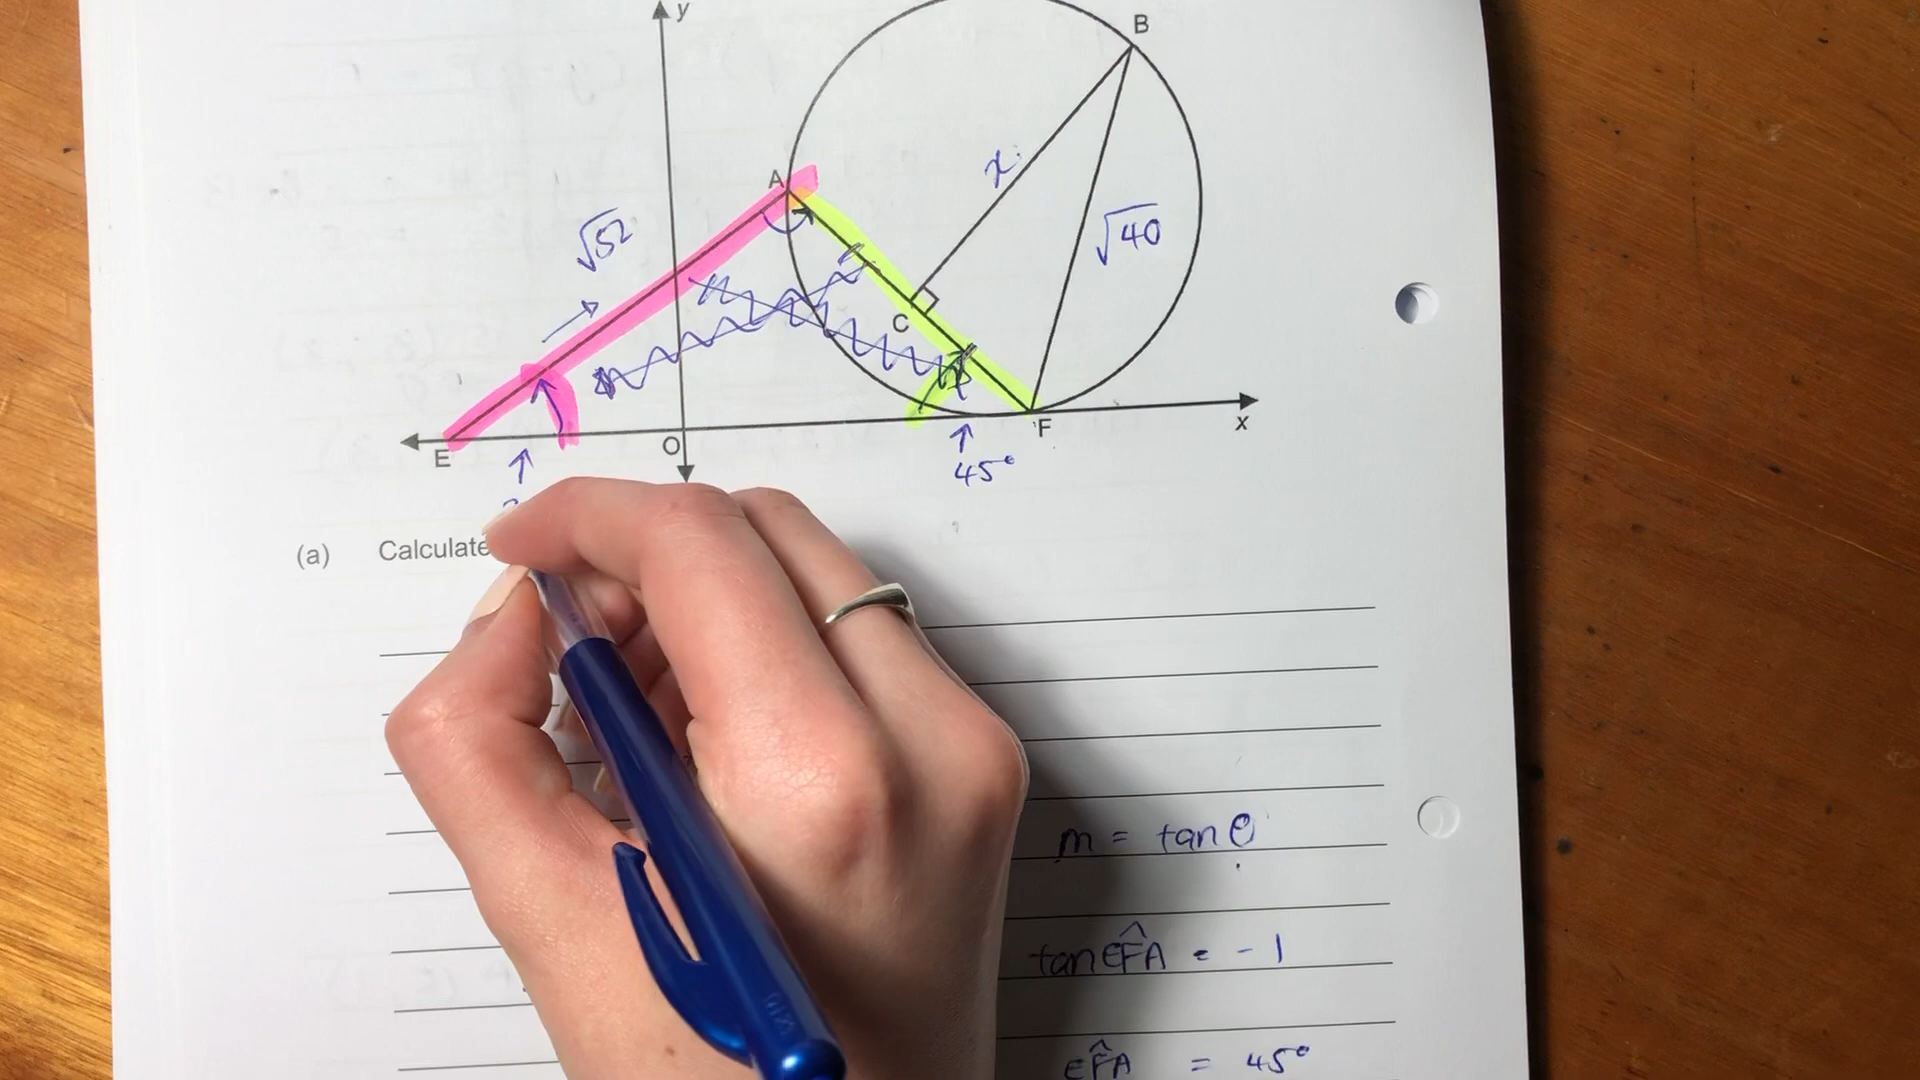 y
B
A
x
√52
√40
C
F
x
E
O
45°
(a) Calculate
m = tan θ
tan EF̂A = -1
EF̂A = 45°